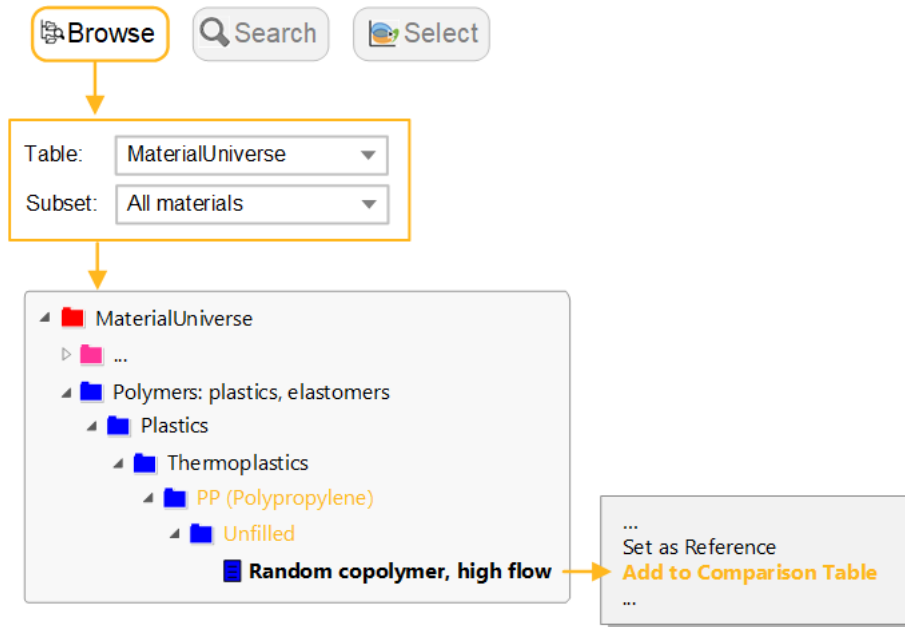 Browse Search Select
Table: MaterialUniverse
Subset: All materials
MaterialUniverse
...
Polymers: plastics, elastomers
Plastics
Thermoplastics
PP (Polypropylene)
Unfilled
Random copolymer, high flow
...
Set as Reference
Add to Comparison Table
...